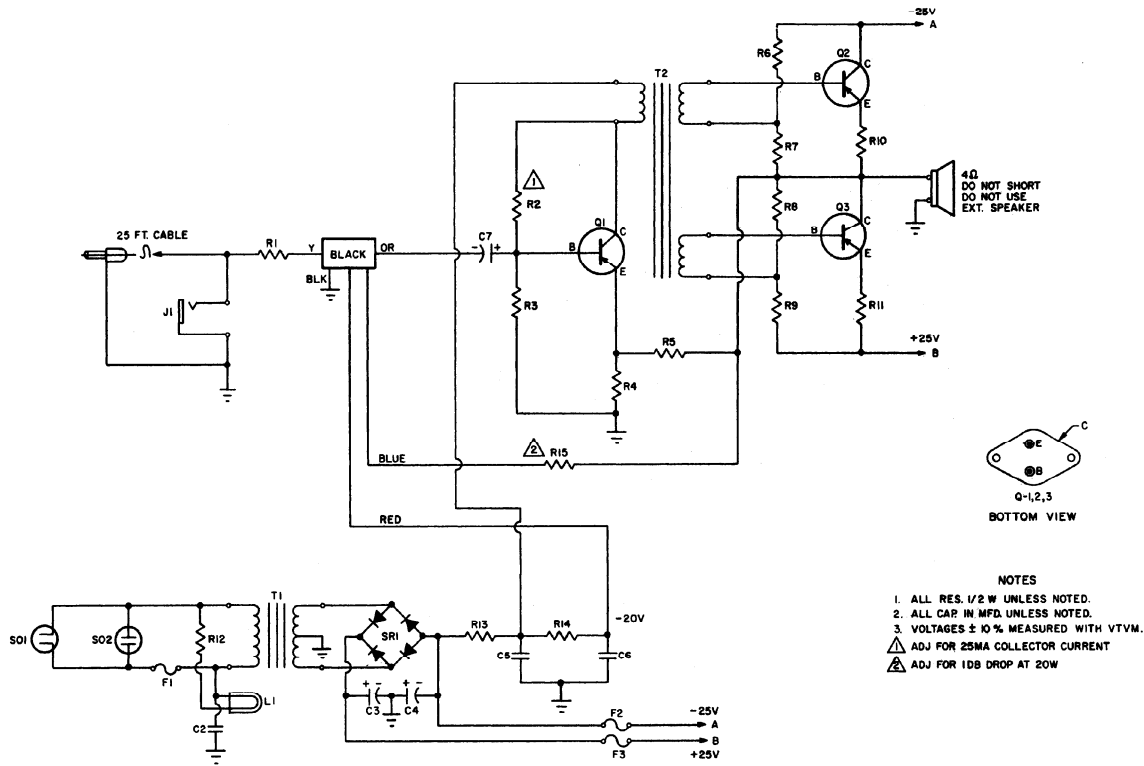 -25V
A
R6
Q2
C
B
T2
E
R7
R10
4Ω
DO NOT SHORT
DO NOT USE
EXT. SPEAKER
1
R2
R8
Q3
C
B
E
Q1
C
B
E
25 FT. CABLE
R1
Y
BLACK
OR
C7
- +
BLK
J1
R3
R9
R11
R5
+25V
B
R4
2
R15
BLUE
C
E
B
Q-1,2,3
BOTTOM VIEW
RED
T1
SO1
SO2
R12
SR1
R13
R14
-20V
C5
C6
F1
L1
C2
+ -
+ -
C3
C4
F2
-25V
A
B
F3
+25V
NOTES
1. ALL RES. 1/2 W UNLESS NOTED.
2. ALL CAP. IN MFD. UNLESS NOTED.
3. VOLTAGES ± 10 % MEASURED WITH VTVM.
1 ADJ FOR 25MA COLLECTOR CURRENT
2 ADJ FOR 1DB DROP AT 20W